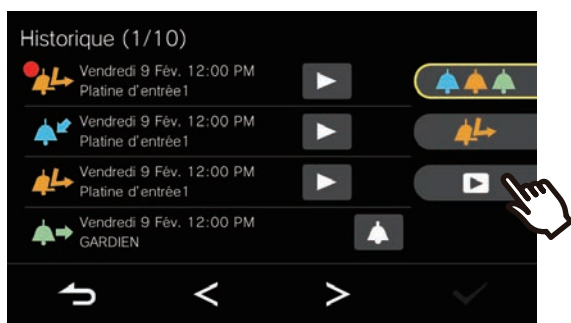 Historique (1/10)
Vendredi 9 Fév. 12:00 PM
Platine d'entrée1
Vendredi 9 Fév. 12:00 PM
Platine d'entrée1
Vendredi 9 Fév. 12:00 PM
Platine d'entrée1
Vendredi 9 Fév. 12:00 PM
GARDIEN